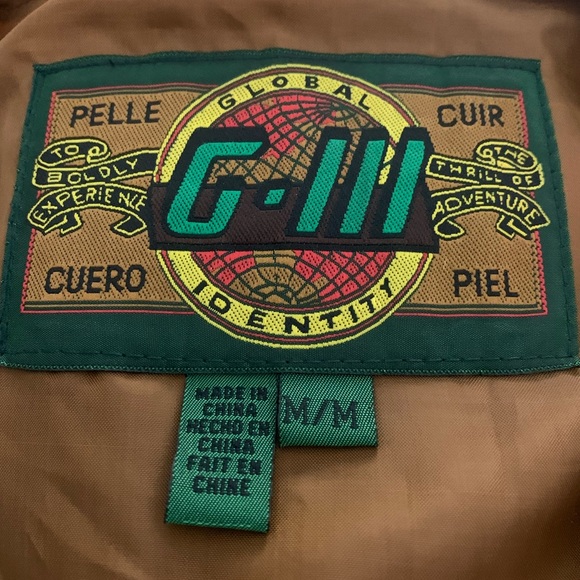 GLOBAL
PELLE
CUIR
TO BOLDLY EXPERIENCE
G-III
THE THRILL OF ADVENTURE
CUERO
PIEL
IDENTITY
MADE IN
CHINA
HECHO EN
CHINA
FAIT EN
CHINE
M/M